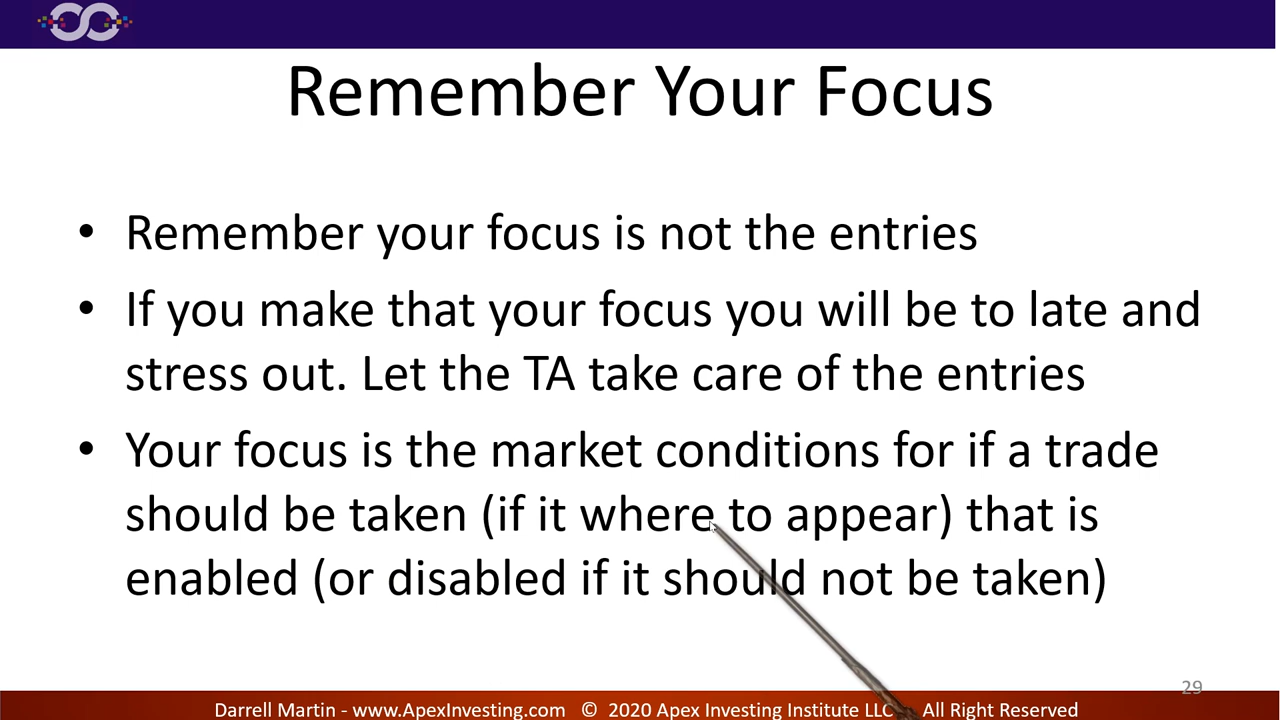 Remember Your Focus
• Remember your focus is not the entries
• If you make that your focus you will be to late and
stress out. Let the TA take care of the entries
• Your focus is the market conditions for if a trade
should be taken (if it where to appear) that is
enabled (or disabled if it should not be taken)
29
Darrell Martin - www.ApexInvesting.com © 2020 Apex Investing Institute LLC All Right Reserved